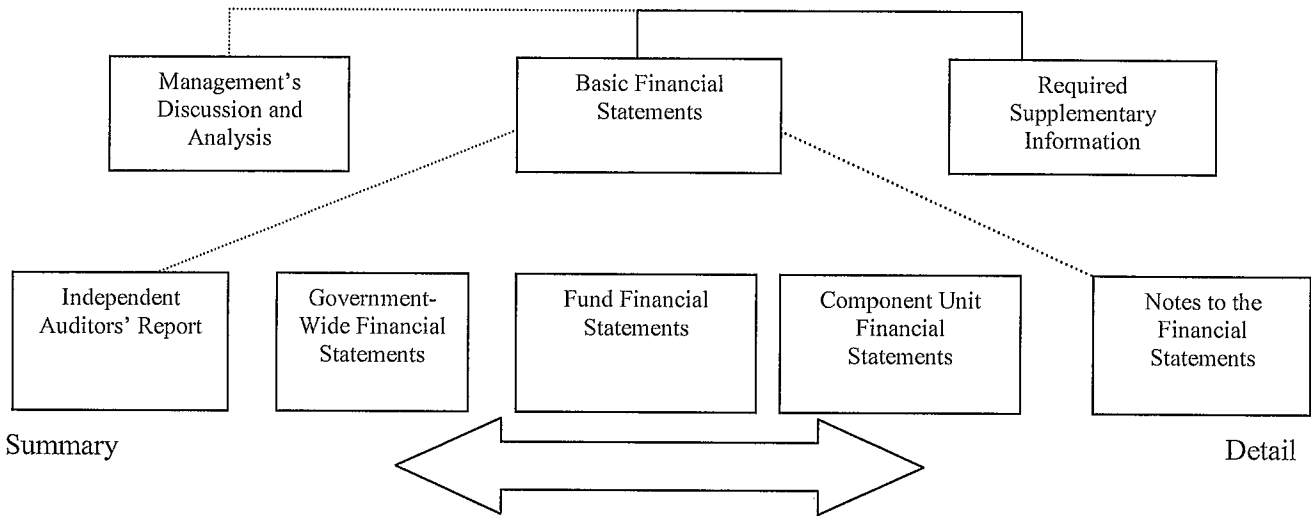 Management's
Discussion and
Analysis
Basic Financial
Statements
Required
Supplementary
Information
Independent
Auditors' Report
Government-
Wide Financial
Statements
Fund Financial
Statements
Component Unit
Financial
Statements
Notes to the
Financial
Statements
Summary
Detail